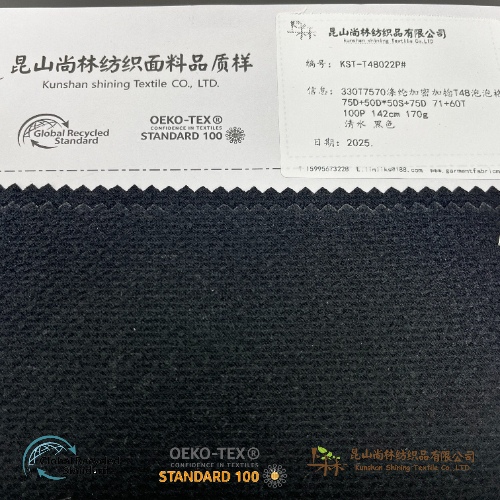 昆山尚林纺织面料品质样
Kunshan shining Textile CO., LTD.
Global Recycled
Standard
OEKO-TEX®
CONFIDENCE IN TEXTILES
STANDARD 100
昆山尚林纺织品有限公司
Kunshan Shining Textile Co.,LTD
编号: KST-T48022P#
信息: 330T7570涤纶加密加捻T48泡泡
75D+50D*50S+75D 71+60T
100P 142cm 170g
清水 黑色
日期: 2025.
15995673228
www.garmentfabric
OEKO-TEX®
CONFIDENCE IN TEXTILES
STANDARD 100
昆山尚林纺织品有限公司
Kunshan Shining Textile Co.,LTD